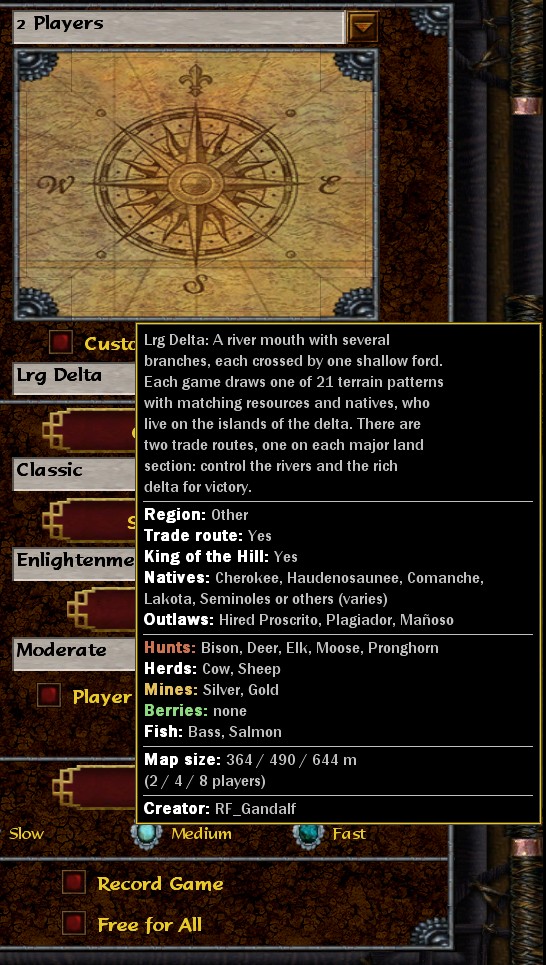 2 Players
W
E
S
Custo
Lrg Delta
Classic
S
Enlightenme
Moderate
Player
Lrg Delta: A river mouth with several
branches, each crossed by one shallow ford.
Each game draws one of 21 terrain patterns
with matching resources and natives, who
live on the islands of the delta. There are
two trade routes, one on each major land
section: control the rivers and the rich
delta for victory.
Region: Other
Trade route: Yes
King of the Hill: Yes
Natives: Cherokee, Haudenosaunee, Comanche,
Lakota, Seminoles or others (varies)
Outlaws: Hired Proscrito, Plagiador, Mañoso
Hunts: Bison, Deer, Elk, Moose, Pronghorn
Herds: Cow, Sheep
Mines: Silver, Gold
Berries: none
Fish: Bass, Salmon
Map size: 364 / 490 / 644 m
(2 / 4 / 8 players)
Creator: RF_Gandalf
Slow Medium Fast
Record Game
Free for All